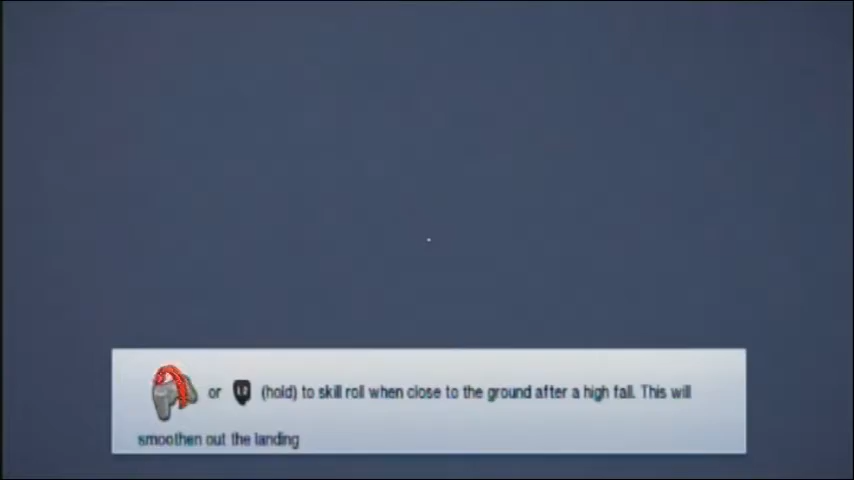 or L2 (hold) to skill roll when close to the ground after a high fall. This will
smoothen out the landing